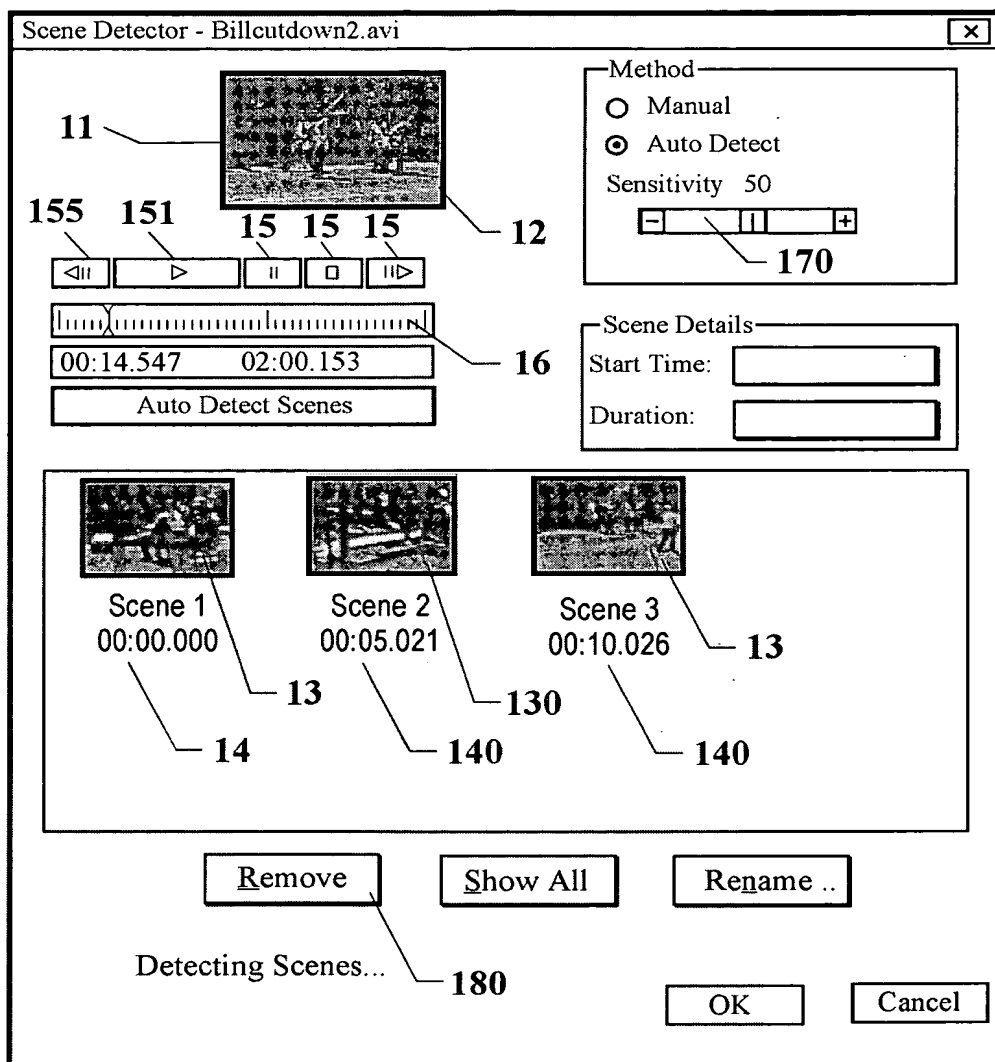 Scene Detector - Billcutdown2.avi
Method
Manual
11
Auto Detect
Sensitivity 50
155 151 15 15 15 12
- +
170
Scene Details
16
Start Time:
00:14.547 02:00.153
Auto Detect Scenes
Duration:
Scene 1 Scene 2 Scene 3
00:00.000 00:05.021 00:10.026
13 130 13
14 140 140
Remove Show All Rename ..
Detecting Scenes...
180
OK Cancel